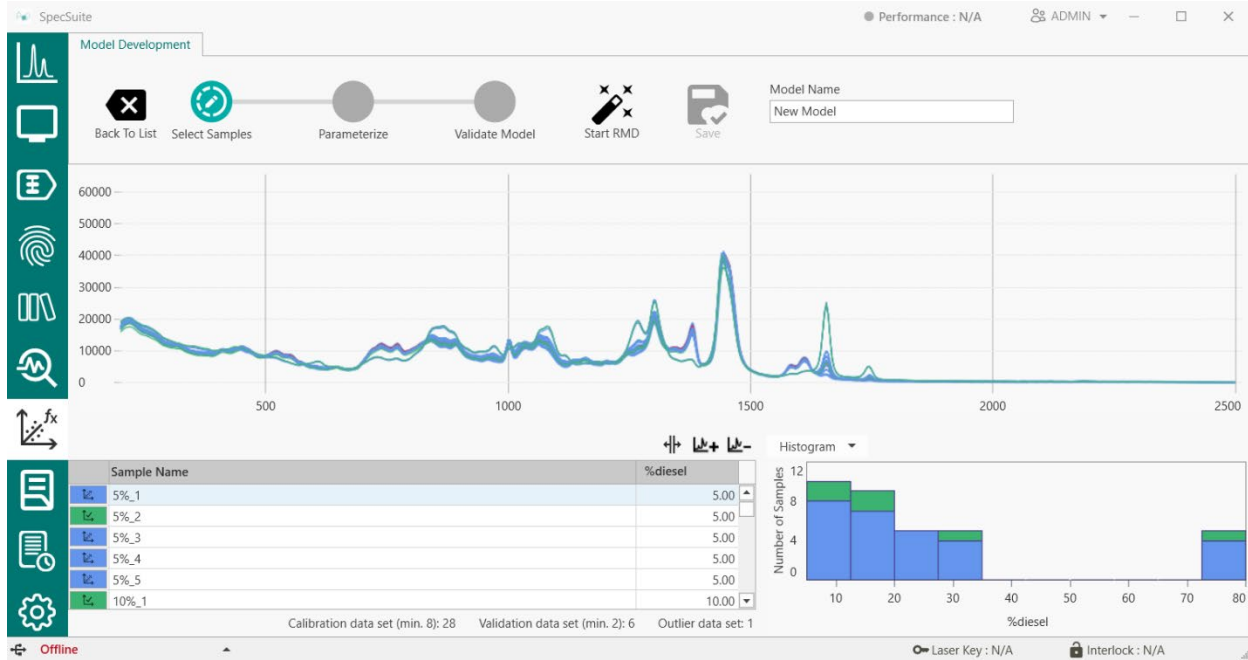 SpecSuite
Performance : N/A
ADMIN
Model Development
Back To List
Select Samples
Parameterize
Validate Model
Start RMD
Save
Model Name
New Model
60000
50000
40000
30000
20000
10000
0
500 1000 1500 2000 2500
fx
Histogram
Sample Name %diesel
5%_1 5.00
5%_2 5.00
5%_3 5.00
5%_4 5.00
5%_5 5.00
10%_1 10.00
Calibration data set (min. 8): 28 Validation data set (min. 2): 6 Outlier data set: 1
Number of Samples
12
8
4
0
10 20 30 40 50 60 70 80
%diesel
Offline
Laser Key : N/A
Interlock : N/A